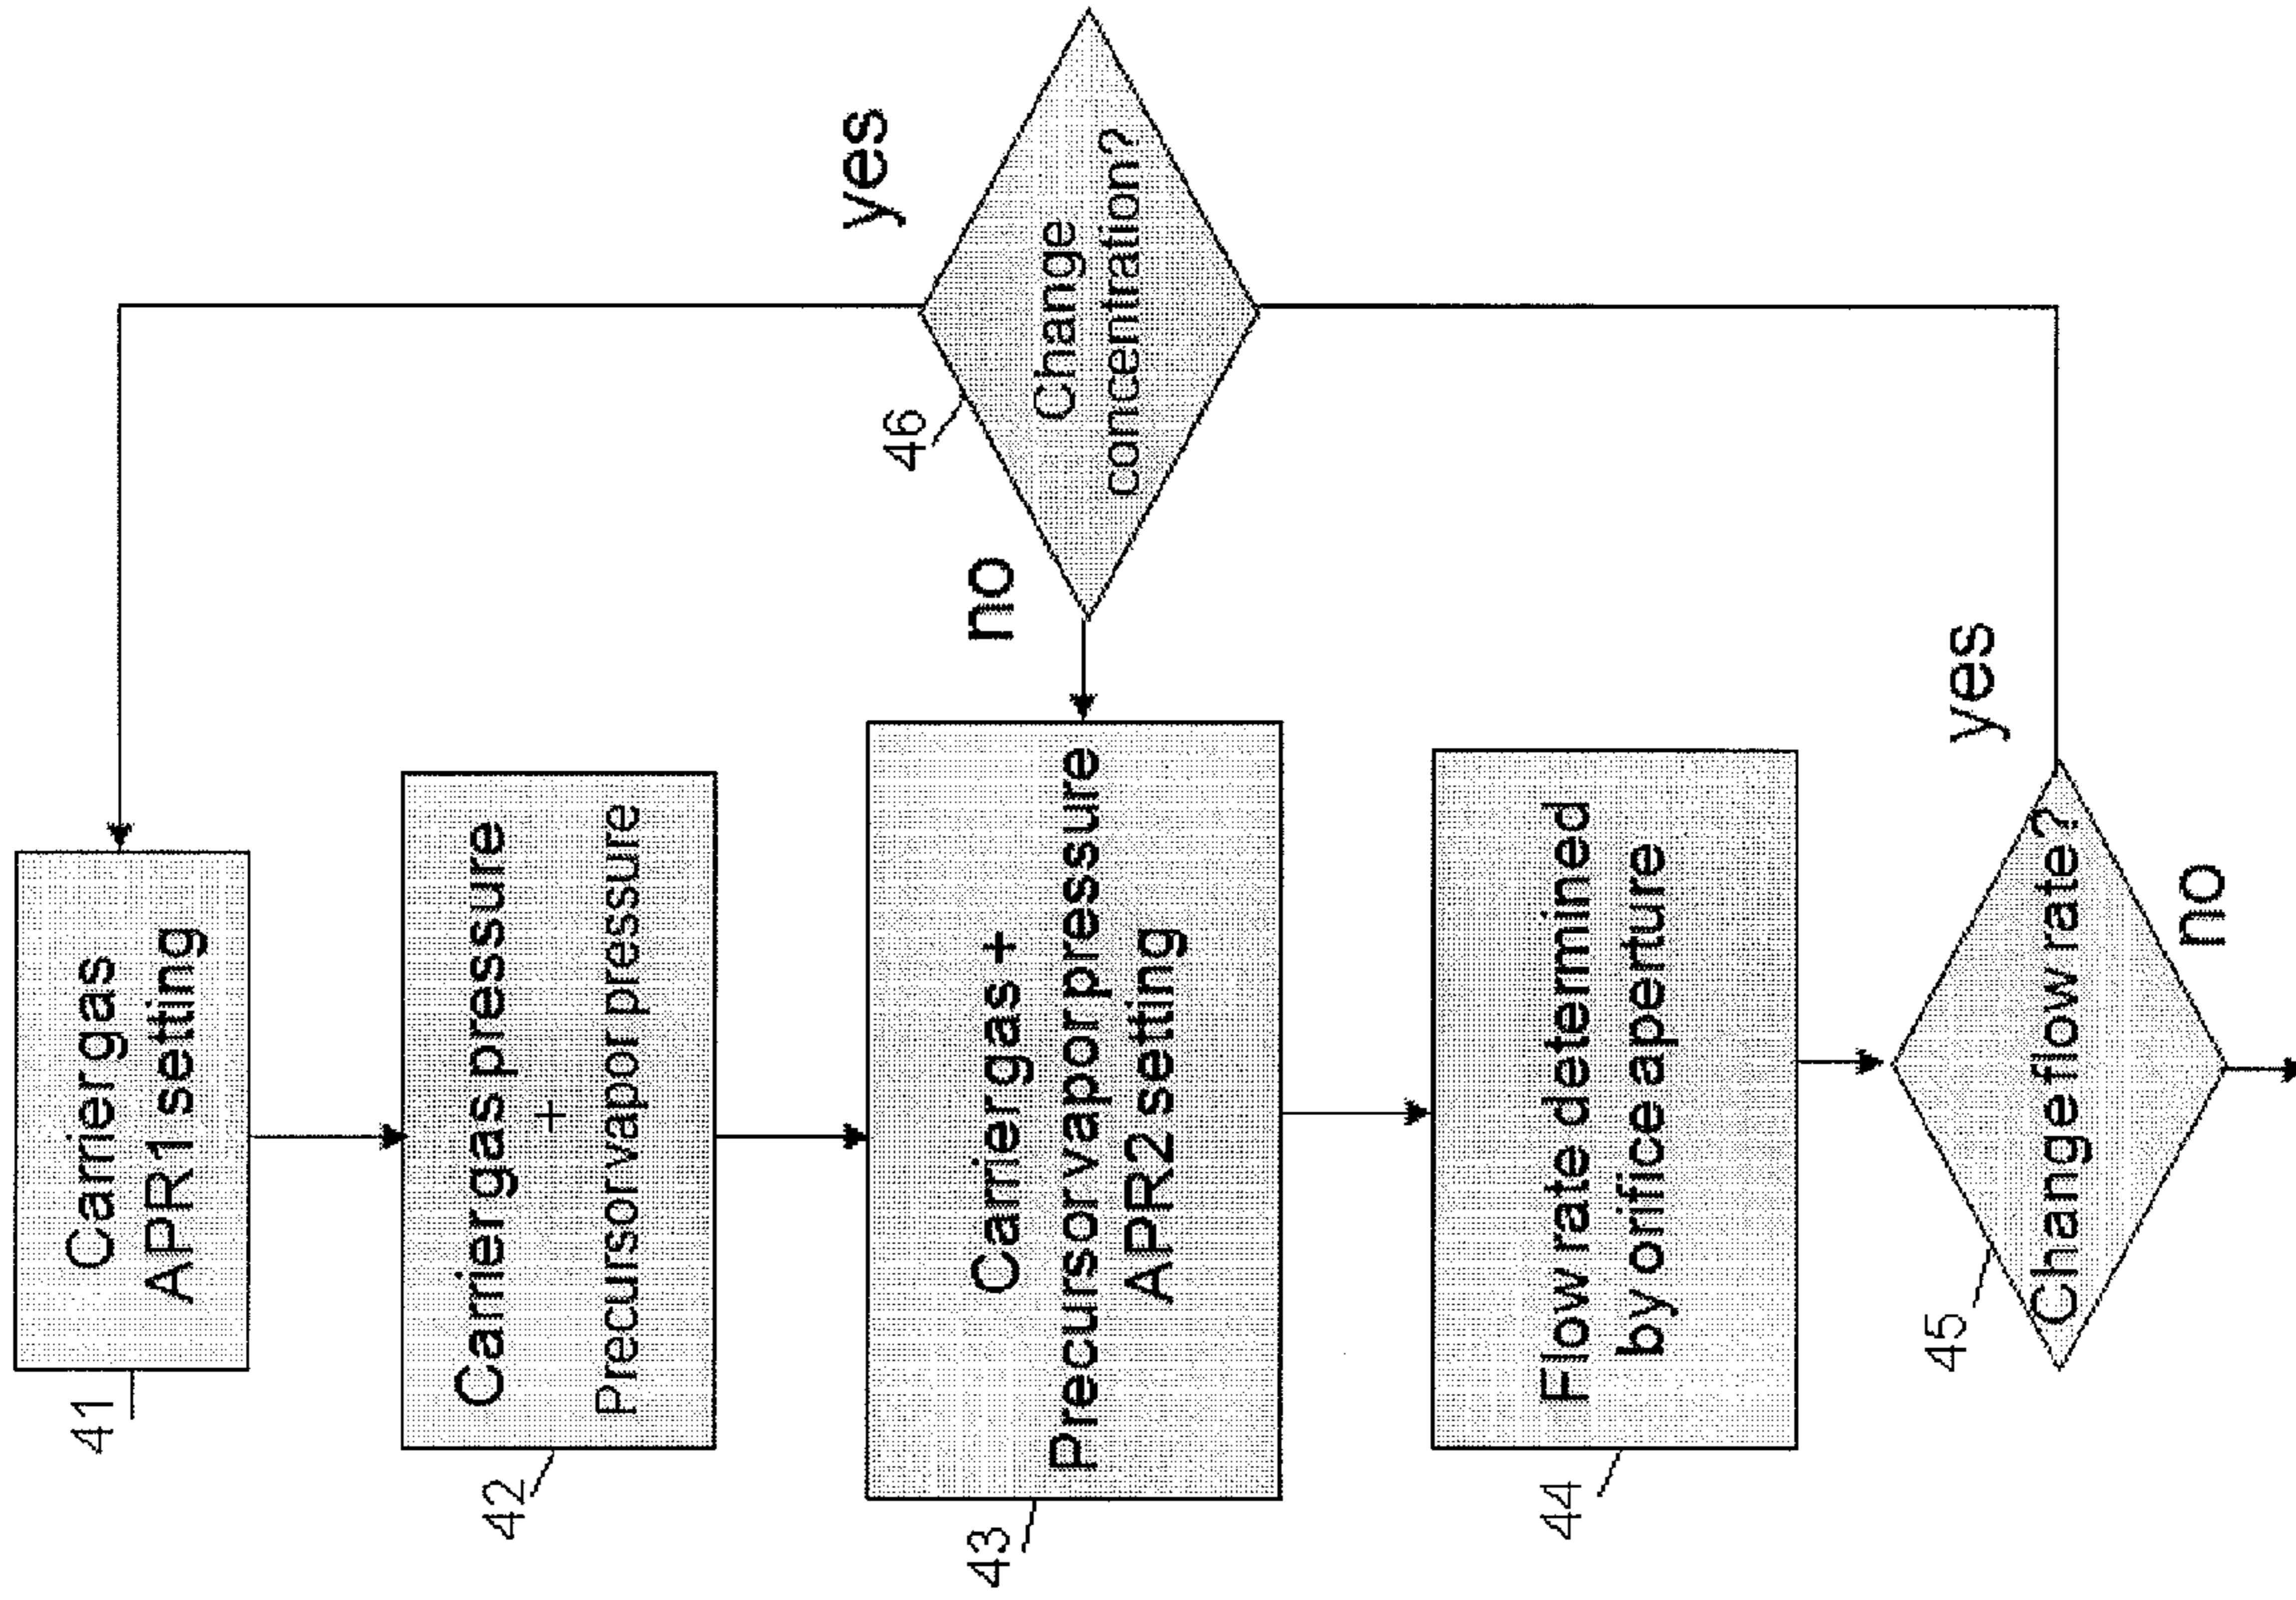 41
Carrier gas
APR1 setting
42
Carrier gas pressure
+
Precursor vapor pressure
43
Carrier gas +
Precursor vapor pressure
APR2 setting
44
Flow rate determined
by orifice aperture
45
Change flow rate?
yes
no
46
Change
concentration?
yes
no